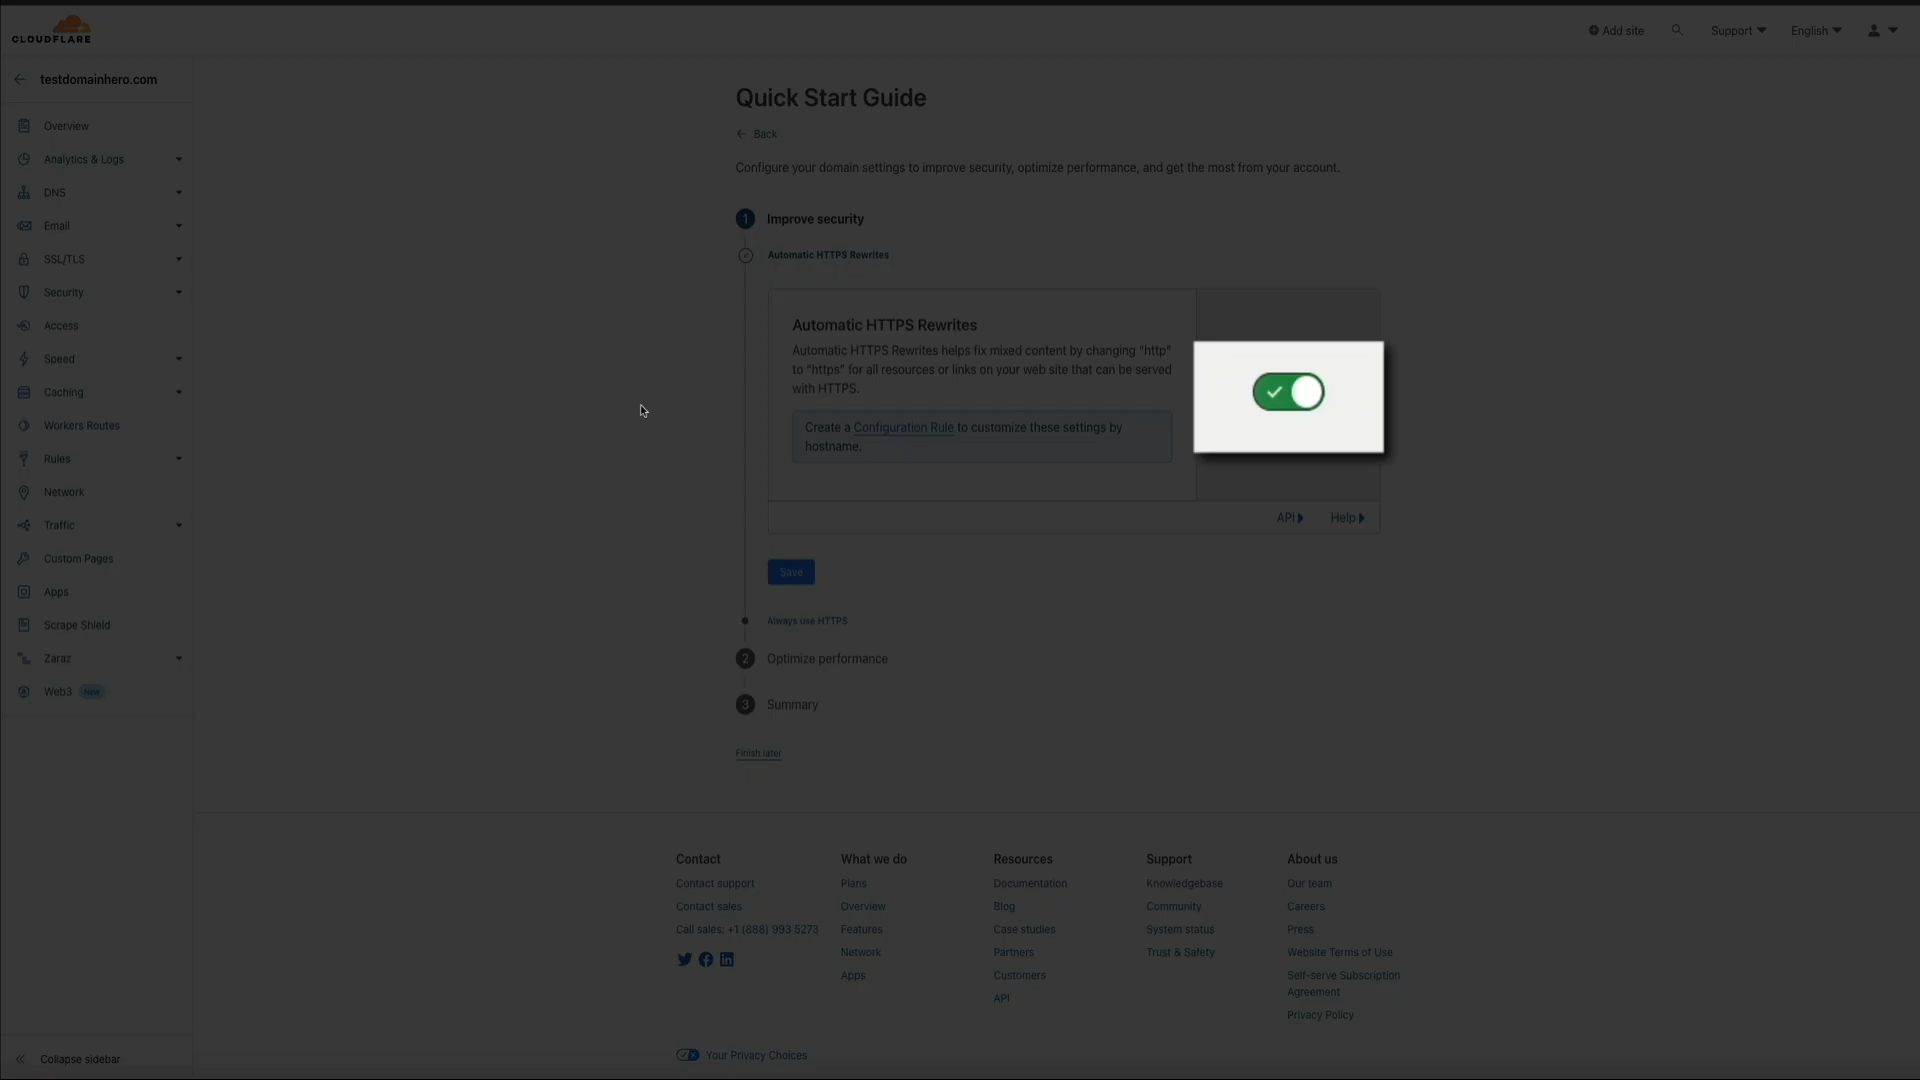 CLOUDFLARE
Add site
Support
English
testdomainhero.com
Overview
Analytics & Logs
DNS
Email
SSL/TLS
Security
Access
Speed
Caching
Workers Routes
Rules
Network
Traffic
Custom Pages
Apps
Scrape Shield
Zaraz
Web3 New
Collapse sidebar
Quick Start Guide
Back
Configure your domain settings to improve security, optimize performance, and get the most from your account.
1 Improve security
Automatic HTTPS Rewrites
Automatic HTTPS Rewrites
Automatic HTTPS Rewrites helps fix mixed content by changing “http”
to “https” for all resources or links on your web site that can be served
with HTTPS.
Create a Configuration Rule to customize these settings by
hostname.
API
Help
Save
Always use HTTPS
2 Optimize performance
3 Summary
Finish later
Contact
Contact support
Contact sales
Call sales: +1 (888) 993 5273
What we do
Plans
Overview
Features
Network
Apps
Resources
Documentation
Blog
Case studies
Partners
Customers
API
Support
Knowledgebase
Community
System status
Trust & Safety
About us
Our team
Careers
Press
Website Terms of Use
Self-serve Subscription
Agreement
Privacy Policy
Your Privacy Choices